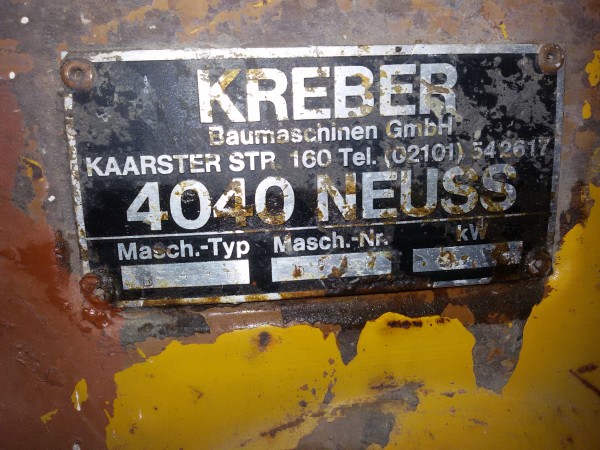 KREBER
Baumaschinen GmbH
KAARSTER STR. 160 Tel. (02101) 542617
4040 NEUSS
Masch.-Typ Masch.-Nr. kW